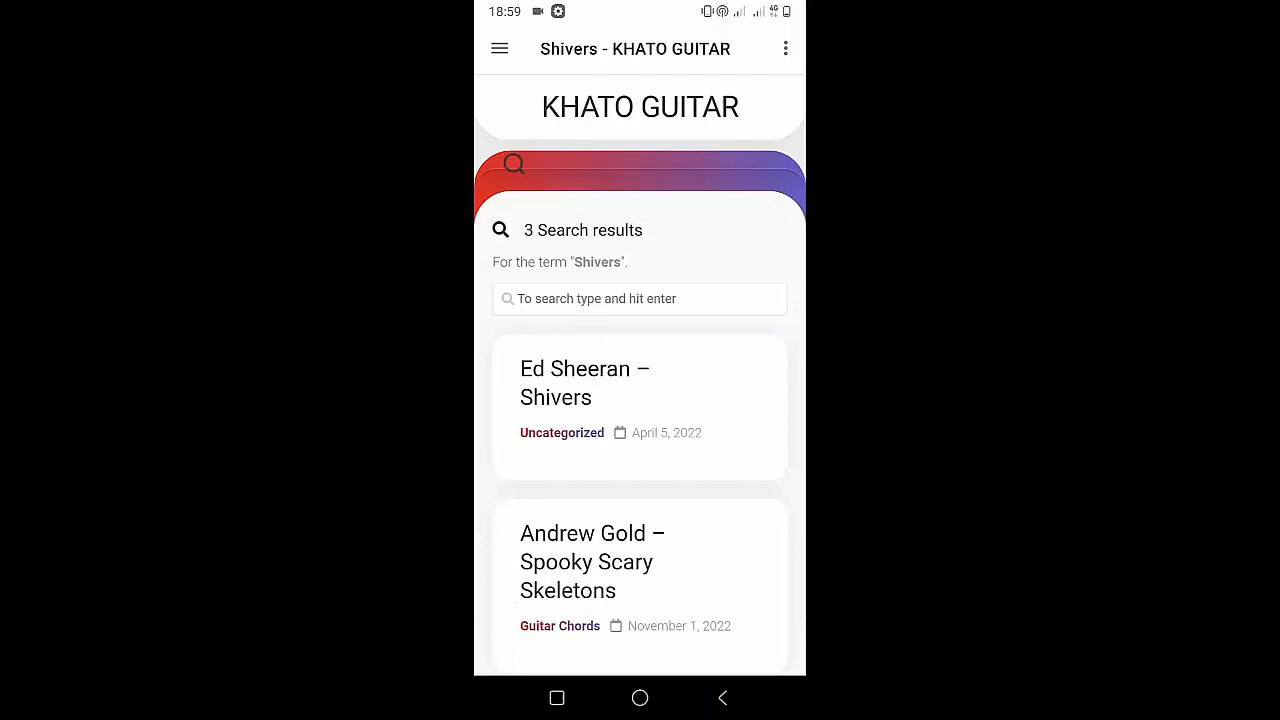 18:59
4G
Shivers - KHATO GUITAR
KHATO GUITAR
3 Search results
For the term "Shivers".
To search type and hit enter
Ed Sheeran –
Shivers
Uncategorized April 5, 2022
Andrew Gold –
Spooky Scary
Skeletons
Guitar Chords November 1, 2022